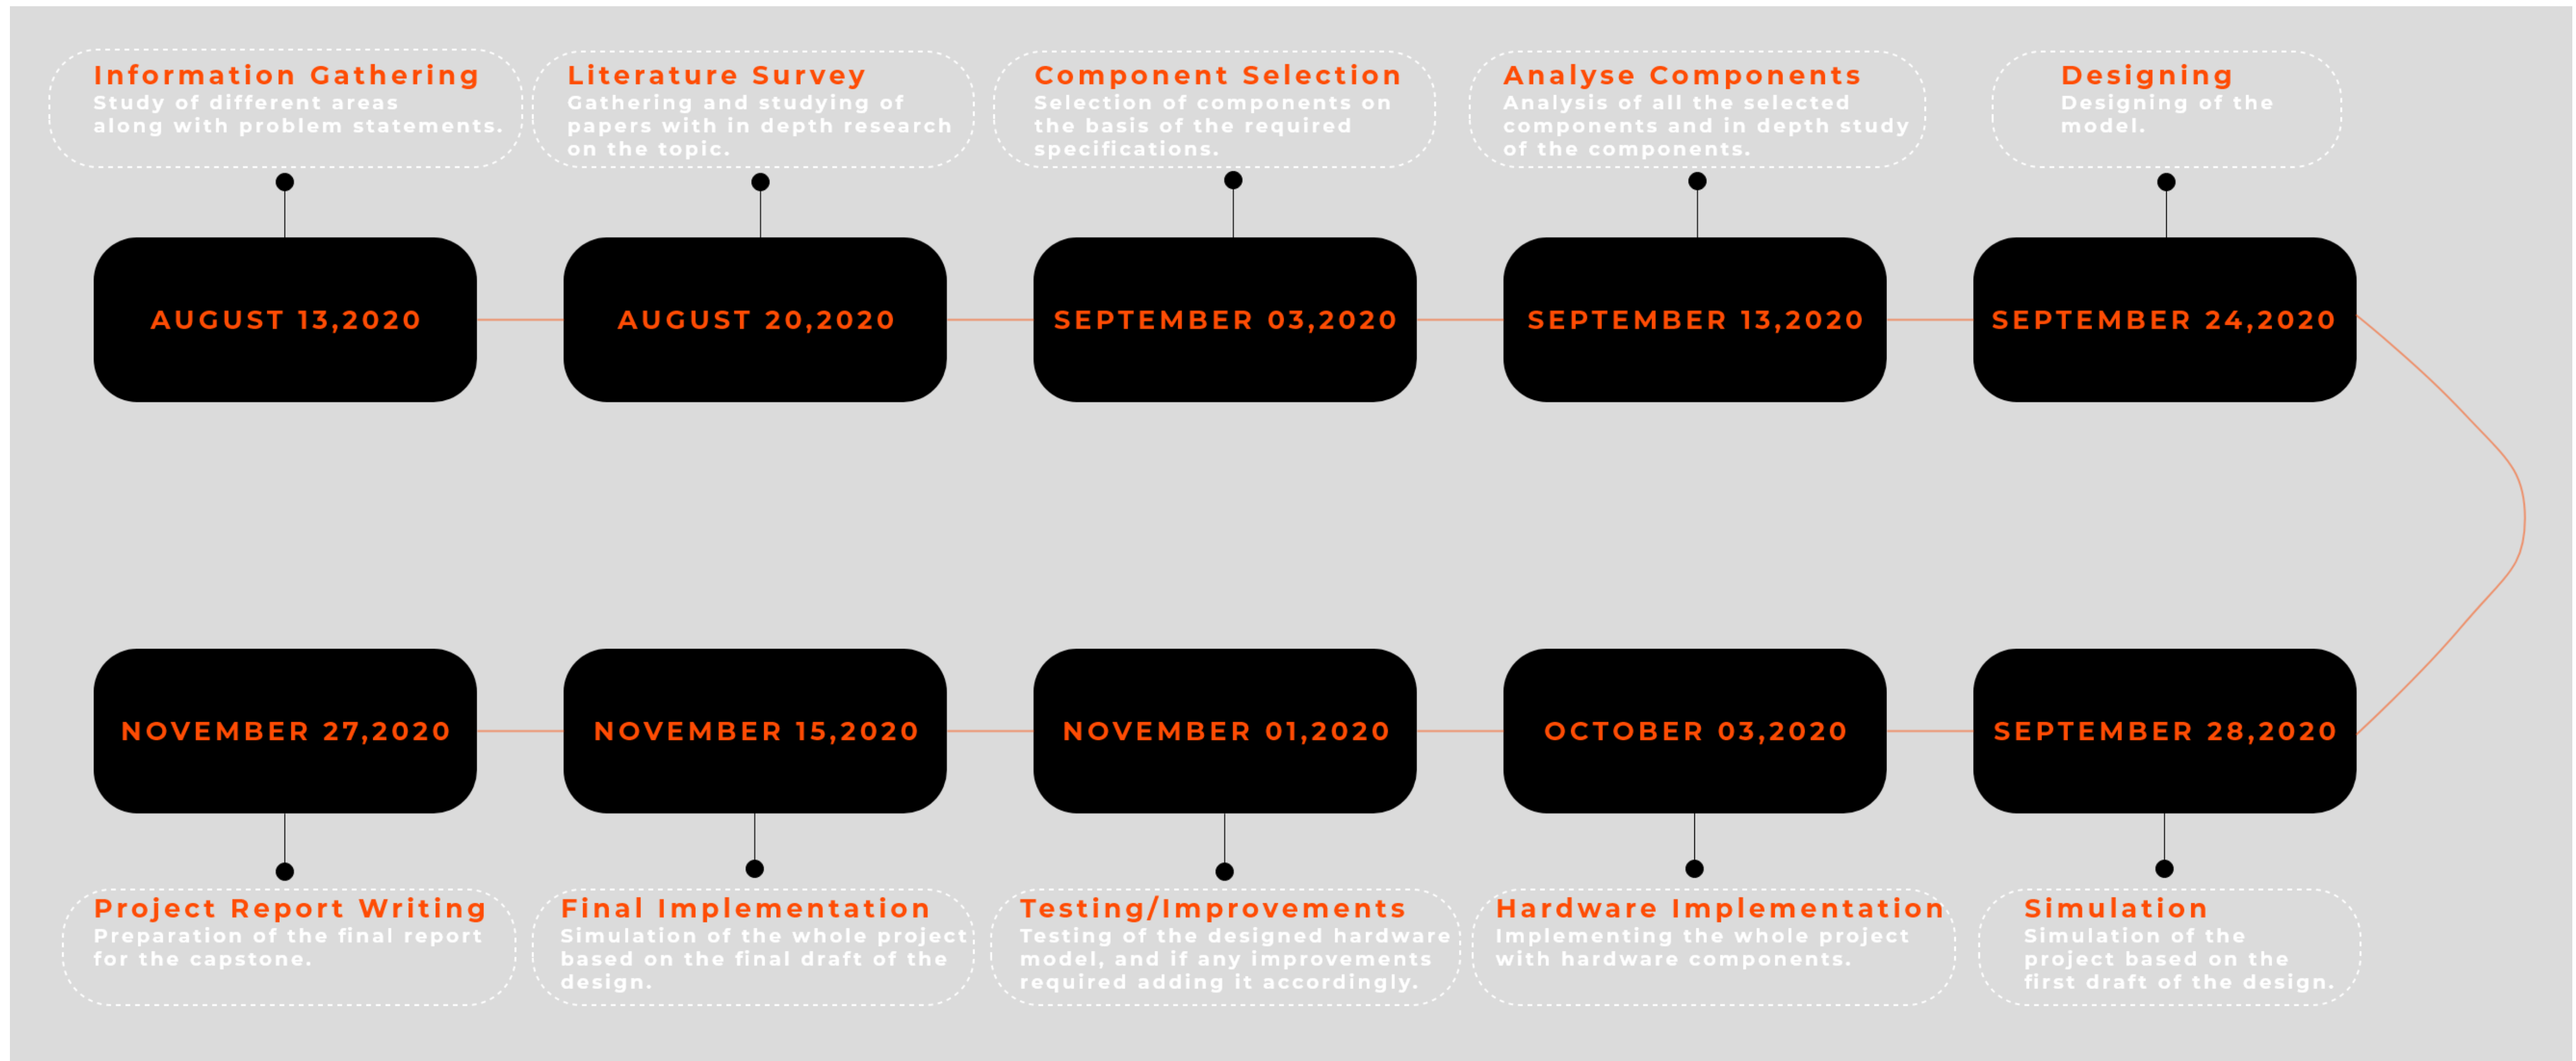 Information Gathering
Study of different areas
along with problem statements.
Literature Survey
Gathering and studying of
papers with in depth research
on the topic.
Component Selection
Selection of components on
the basis of the required
specifications.
Analyse Components
Analysis of all the selected
components and in depth study
of the components.
Designing
Designing of the
model.
AUGUST 13,2020
AUGUST 20,2020
SEPTEMBER 03,2020
SEPTEMBER 13,2020
SEPTEMBER 24,2020
NOVEMBER 27,2020
NOVEMBER 15,2020
NOVEMBER 01,2020
OCTOBER 03,2020
SEPTEMBER 28,2020
Project Report Writing
Preparation of the final report
for the capstone.
Final Implementation
Simulation of the whole project
based on the final draft of the
design.
Testing/Improvements
Testing of the designed hardware
model, and if any improvements
required adding it accordingly.
Hardware Implementation
Implementing the whole project
with hardware components.
Simulation
Simulation of the
project based on the
first draft of the design.